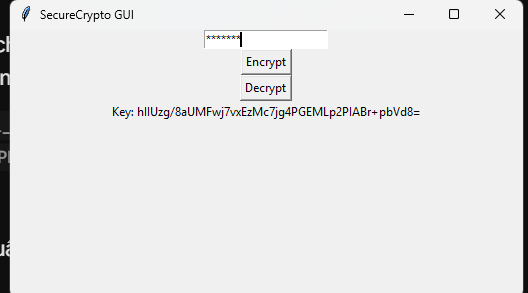 SecureCrypto GUI
*******
Encrypt
Decrypt
Key: hIlUzg/8aUMFwj7vxEzMc7jg4PGEMLp2PIABr+pbVd8=